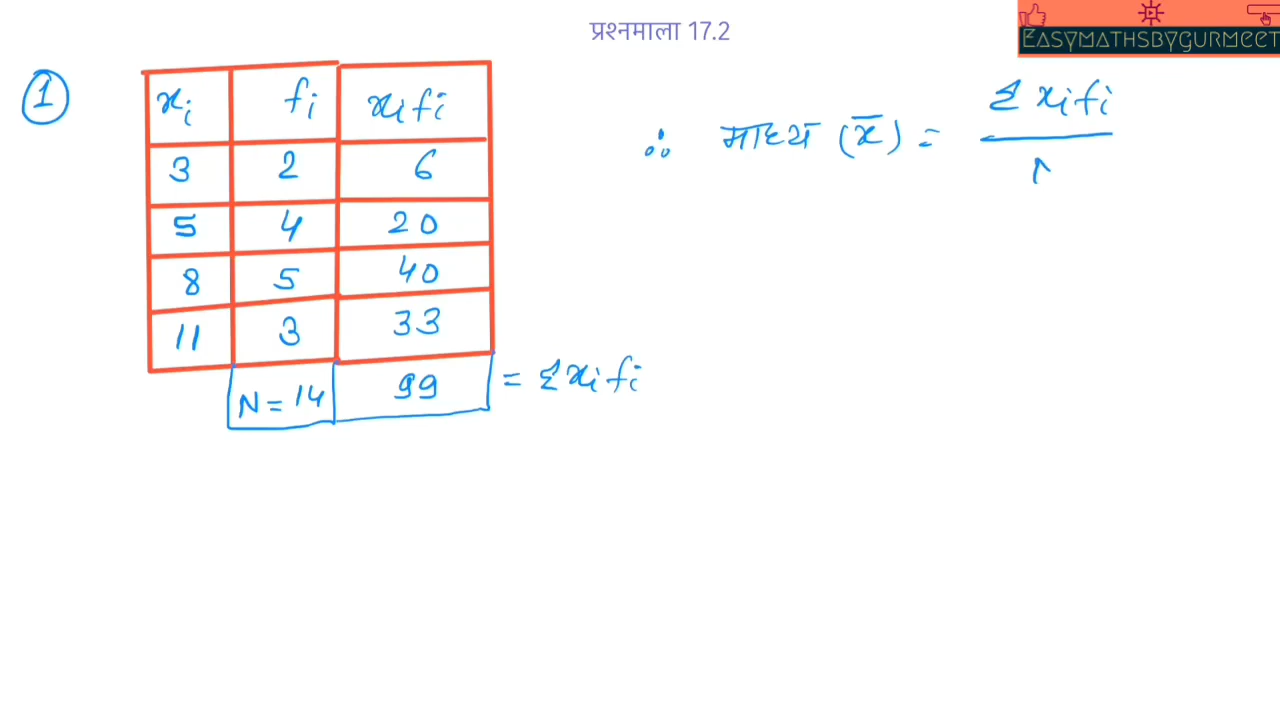 प्रश्नमाला 17.2
EASYMATHSBYGURMEET
1
xi fi xifi
3 2 6
5 4 20
8 5 40
11 3 33
N = 14 99 = Σxifi
∴ माध्य (x̄) = Σxifi